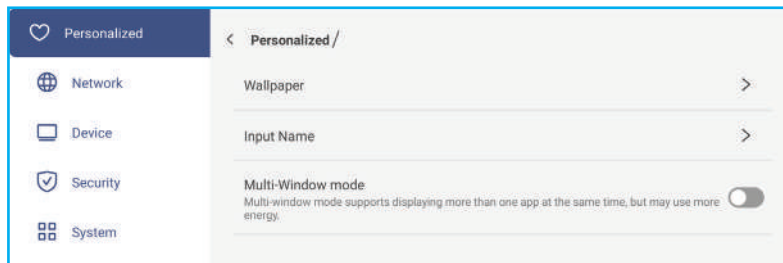 Personalized
Network
Device
Security
System
Personalized /
Wallpaper
Input Name
Multi-Window mode
Multi-window mode supports displaying more than one app at the same time, but may use more
energy.